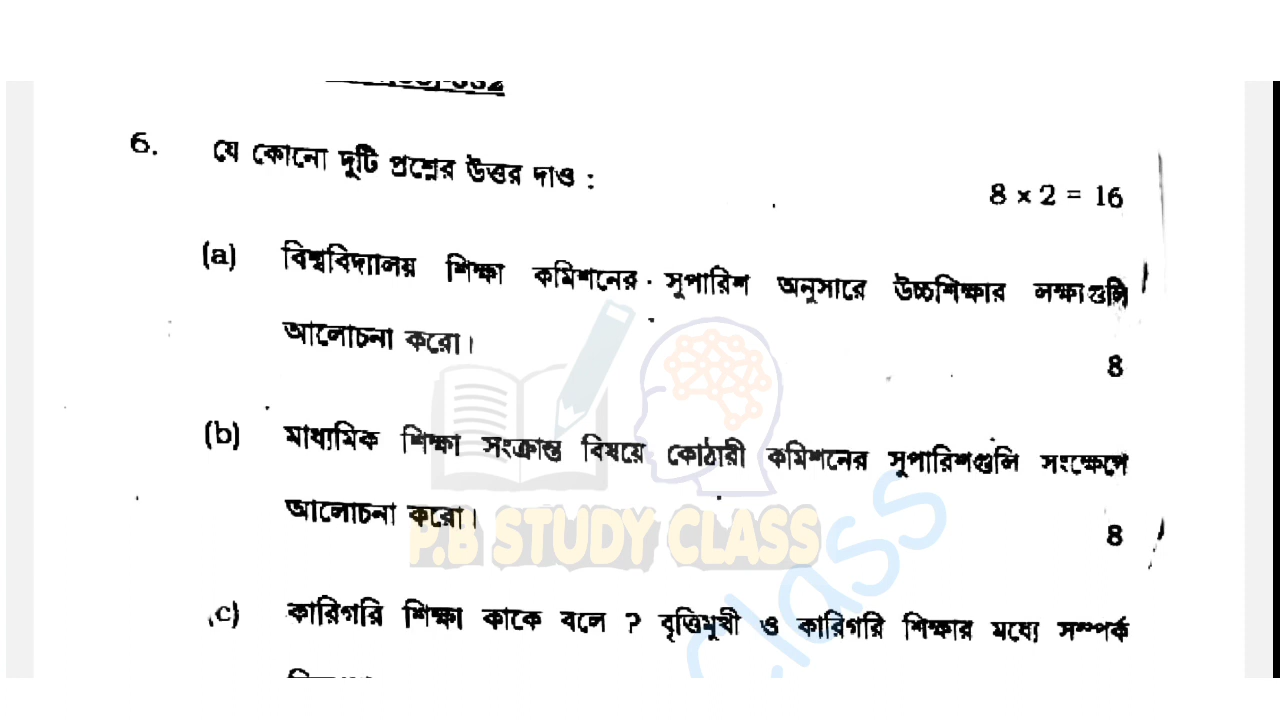 6. যে কোনো দুটি প্রশ্নের উত্তর দাও :
8 × 2 = 16
(a) বিশ্ববিদ্যালয় শিক্ষা কমিশনের সুপারিশ অনুসারে উচ্চশিক্ষার লক্ষ্যগুলি
আলোচনা করো।
8
(b) মাধ্যমিক শিক্ষা সংক্রান্ত বিষয়ে কোঠারী কমিশনের সুপারিশগুলি সংক্ষেপে
আলোচনা করো।
8
P.B STUDY CLASS
Class
(c) কারিগরি শিক্ষা কাকে বলে ? বৃত্তিমুখী ও কারিগরি শিক্ষার মধ্যে সম্পর্ক